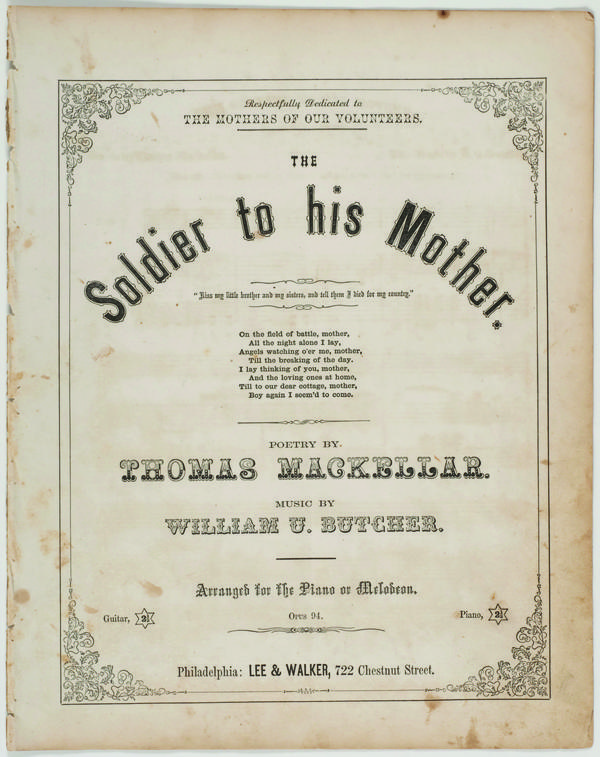 Respectfully Dedicated to
THE MOTHERS OF OUR VOLUNTEERS.
THE
Soldier to his Mother.
"Kiss my little brother and my sisters, and tell them I died for my country."
On the field of battle, mother,
All the night alone I lay,
Angels watching o'er me, mother,
Till the breaking of the day.
I lay thinking of you, mother,
And the loving ones at home,
Till to our dear cottage, mother,
Boy again I seem'd to come.
POETRY BY
THOMAS MACKELLAR.
MUSIC BY
WILLIAM U. BUTCHER.
Arranged for the Piano or Melodeon.
Guitar, 2½ Opus 94. Piano, 2½
Philadelphia: LEE & WALKER, 722 Chestnut Street.